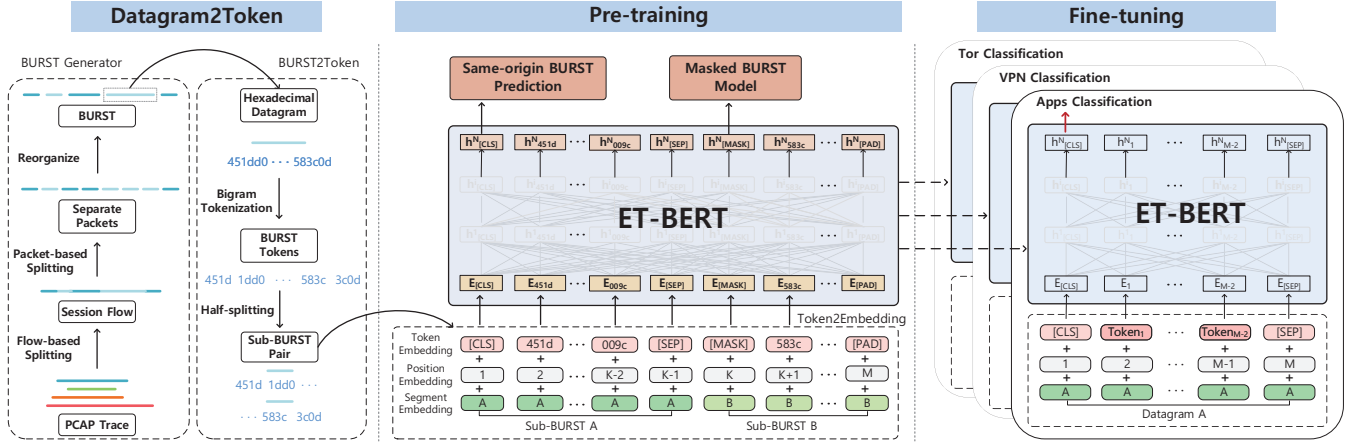 Datagram2Token
BURST Generator
BURST
Reorganize
Separate
Packets
Packet-based
Splitting
Session Flow
Flow-based
Splitting
PCAP Trace
BURST2Token
Hexadecimal
Datagram
451dd0 ··· 583c0d
Bigram
Tokenization
BURST
Tokens
451d 1dd0 ··· 583c 3c0d
Half-splitting
Sub-BURST
Pair
451d 1dd0 ···
··· 583c 3c0d
Pre-training
Same-origin BURST
Prediction
Masked BURST
Model
h^N[CLS] h^N451d ··· h^N009c h^N[SEP] h^N[MASK] h^N583c ··· h^N[PAD]
ET-BERT
E[CLS] E451d ··· E009c E[SEP] E[MASK] E583c ··· E[PAD]
Token2Embedding
Token
Embedding
[CLS] 451d ··· 009c [SEP] [MASK] 583c ··· [PAD]
+ + + + + + +
Position
Embedding
1 2 ··· K-2 K-1 K K+1 ··· M
+ + + + + + +
Segment
Embedding
A A ··· A A B B ··· B
Sub-BURST A Sub-BURST B
Fine-tuning
Tor Classification
VPN Classification
Apps Classification
h^N[CLS] h^N1 ··· h^NM-2 h^N[SEP]
ET-BERT
E[CLS] E1 ··· EM-2 E[SEP]
[CLS] Token1 ··· TokenM-2 [SEP]
+ + + +
1 2 ··· M-1 M
+ + + +
A A ··· A A
Datagram A